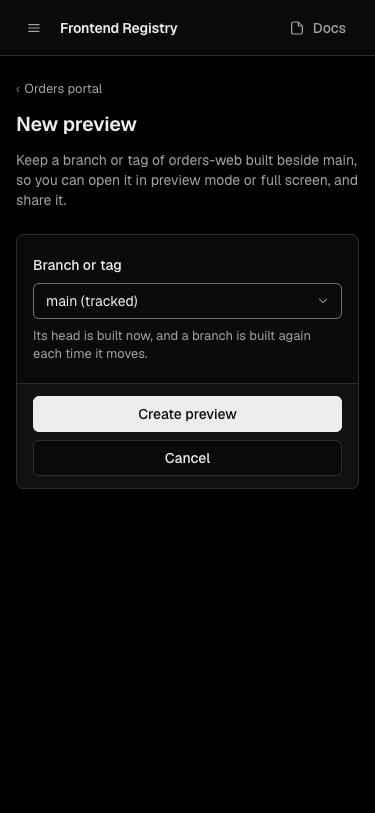 Frontend Registry
Docs
‹ Orders portal
New preview
Keep a branch or tag of orders-web built beside main,
so you can open it in preview mode or full screen, and
share it.
Branch or tag
main (tracked)
Its head is built now, and a branch is built again
each time it moves.
Create preview
Cancel